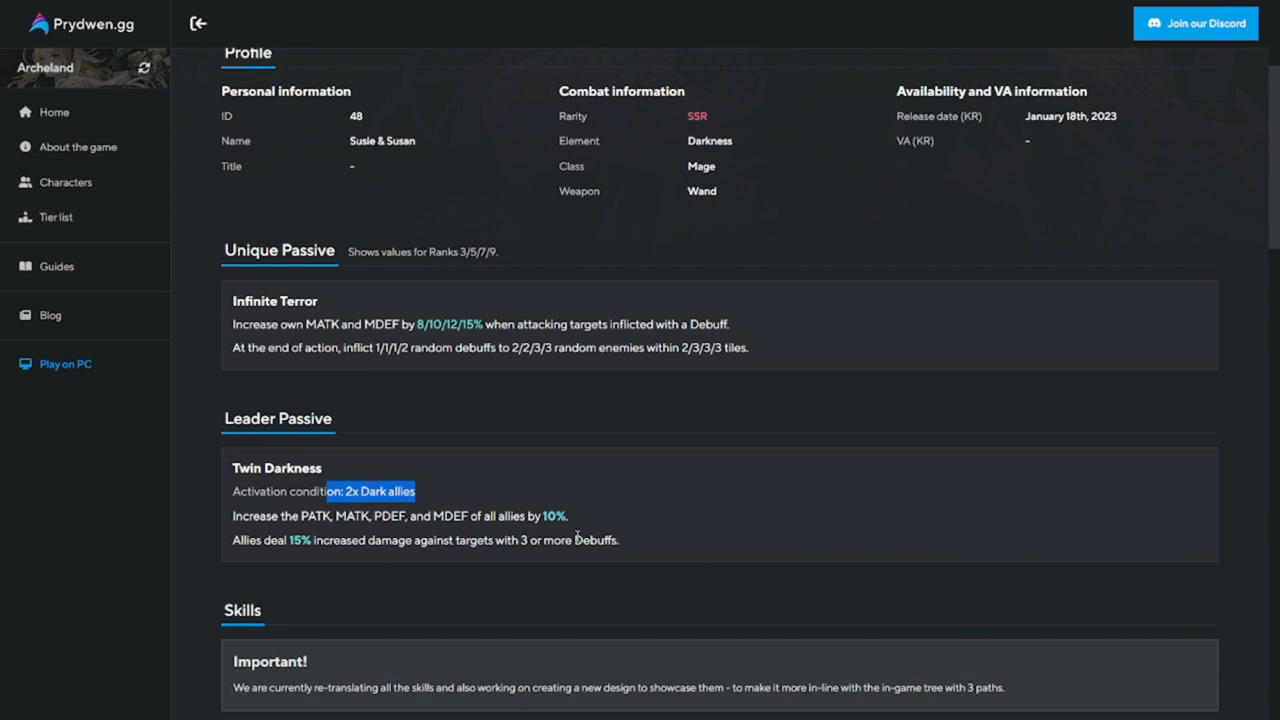 Prydwen.gg
Join our Discord
Archeland
Home
About the game
Characters
Tier list
Guides
Blog
Play on PC
Profile
Personal information
ID 48
Name Susie & Susan
Title -
Combat information
Rarity SSR
Element Darkness
Class Mage
Weapon Wand
Availability and VA information
Release date (KR) January 18th, 2023
VA (KR) -
Unique Passive Shows values for Ranks 3/5/7/9.
Infinite Terror
Increase own MATK and MDEF by 8/10/12/15% when attacking targets inflicted with a Debuff.
At the end of action, inflict 1/1/1/2 random debuffs to 2/2/3/3 random enemies within 2/3/3/3 tiles.
Leader Passive
Twin Darkness
Activation condition: 2x Dark allies
Increase the PATK, MATK, PDEF, and MDEF of all allies by 10%.
Allies deal 15% increased damage against targets with 3 or more Debuffs.
Skills
Important!
We are currently re-translating all the skills and also working on creating a new design to showcase them - to make it more in-line with the in-game tree with 3 paths.